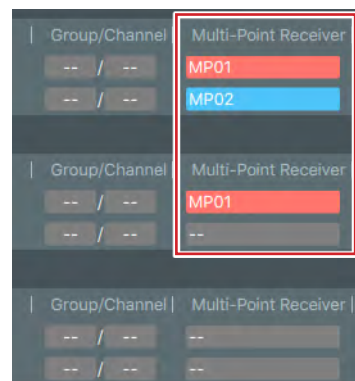 | Group/Channel | Multi-Point Receiver
-- / -- MP01
-- / -- MP02
| Group/Channel | Multi-Point Receiver
-- / -- MP01
-- / -- --
| Group/Channel | Multi-Point Receiver |
-- / -- --
-- / -- --